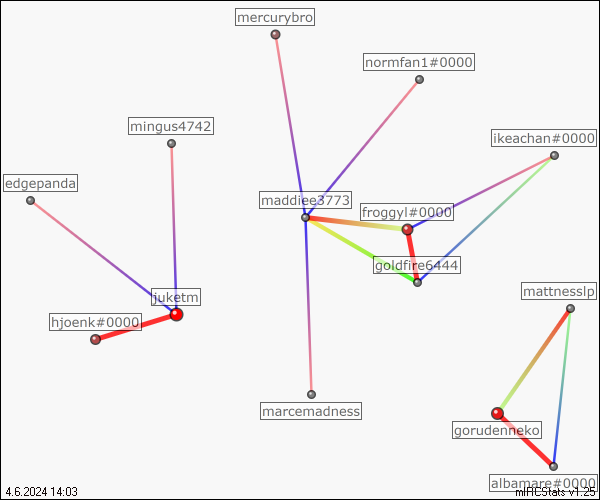 mercurybro
normfan1#0000
mingus4742
ikeachan#0000
edgepanda
maddiee3773
froggyl#0000
goldfire6444
mattnesslp
juketm
hjoenk#0000
marcemadness
gorudenneko
albamare#0000
4.6.2024 14:03
mIRCStats v1.25